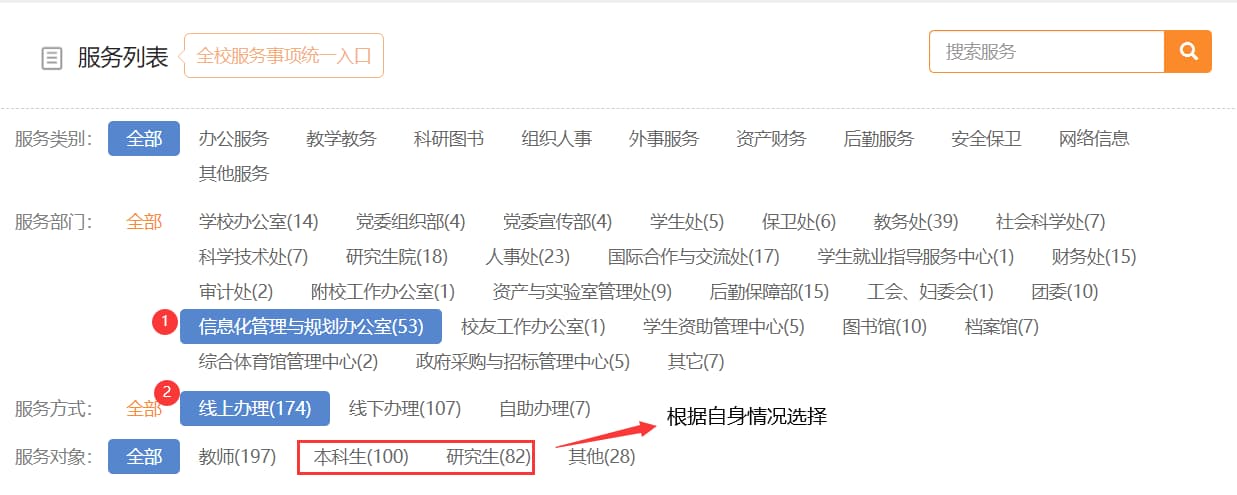 服务列表 全校服务事项统一入口 搜索服务
服务类别： 全部 办公服务 教学教务 科研图书 组织人事 外事服务 资产财务 后勤服务 安全保卫 网络信息
其他服务
服务部门： 全部 学校办公室(14) 党委组织部(4) 党委宣传部(4) 学生处(5) 保卫处(6) 教务处(39) 社会科学处(7)
科学技术处(7) 研究生院(18) 人事处(23) 国际合作与交流处(17) 学生就业指导服务中心(1) 财务处(15)
审计处(2) 附校工作办公室(1) 资产与实验室管理处(9) 后勤保障部(15) 工会、妇委会(1) 团委(10)
1 信息化管理与规划办公室(53) 校友工作办公室(1) 学生资助管理中心(5) 图书馆(10) 档案馆(7)
综合体育馆管理中心(2) 政府采购与招标管理中心(5) 其它(7)
服务方式： 全部 2 线上办理(174) 线下办理(107) 自助办理(7) 根据自身情况选择
服务对象： 全部 教师(197) 本科生(100) 研究生(82) 其他(28)